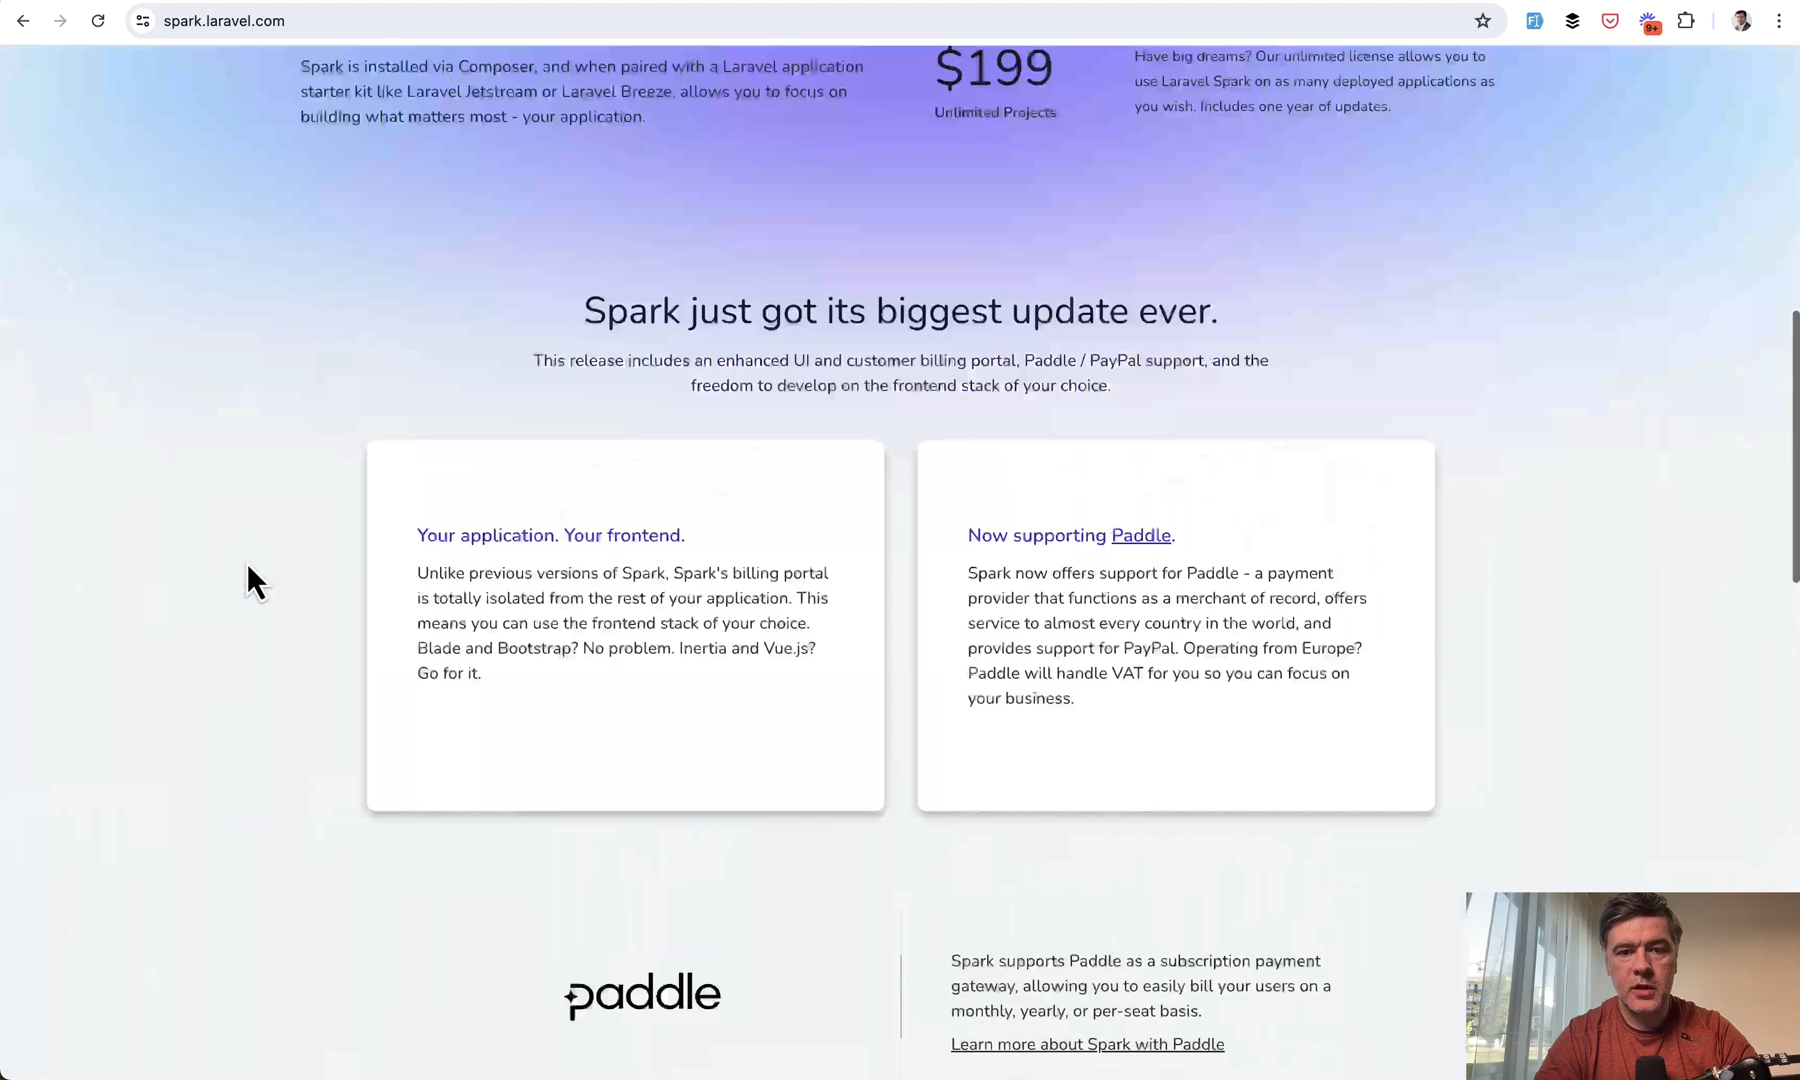 spark.laravel.com
9+
Spark is installed via Composer, and when paired with a Laravel application
starter kit like Laravel Jetstream or Laravel Breeze, allows you to focus on
building what matters most - your application.
$199
Unlimited Projects
Have big dreams? Our unlimited license allows you to
use Laravel Spark on as many deployed applications as
you wish. Includes one year of updates.
Spark just got its biggest update ever.
This release includes an enhanced UI and customer billing portal, Paddle / PayPal support, and the
freedom to develop on the frontend stack of your choice.
Your application. Your frontend.
Unlike previous versions of Spark, Spark's billing portal
is totally isolated from the rest of your application. This
means you can use the frontend stack of your choice.
Blade and Bootstrap? No problem. Inertia and Vue.js?
Go for it.
Now supporting Paddle.
Spark now offers support for Paddle - a payment
provider that functions as a merchant of record, offers
service to almost every country in the world, and
provides support for PayPal. Operating from Europe?
Paddle will handle VAT for you so you can focus on
your business.
paddle
Spark supports Paddle as a subscription payment
gateway, allowing you to easily bill your users on a
monthly, yearly, or per-seat basis.
Learn more about Spark with Paddle